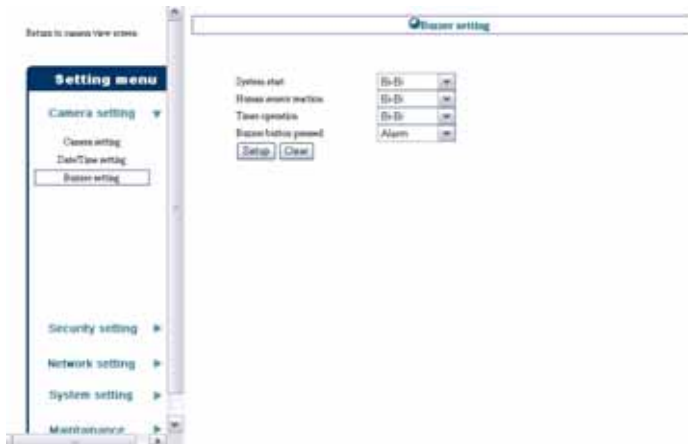 Return to camera view screen
Setting menu
Camera setting
Camera setting
Date/Time setting
Buzzer setting
Security setting
Network setting
System setting
Maintainance
Buzzer setting
System start Bi-Bi
Human sensor reaction Bi-Bi
Timer operation Bi-Bi
Buzzer button pressed Alarm
Setup Clear